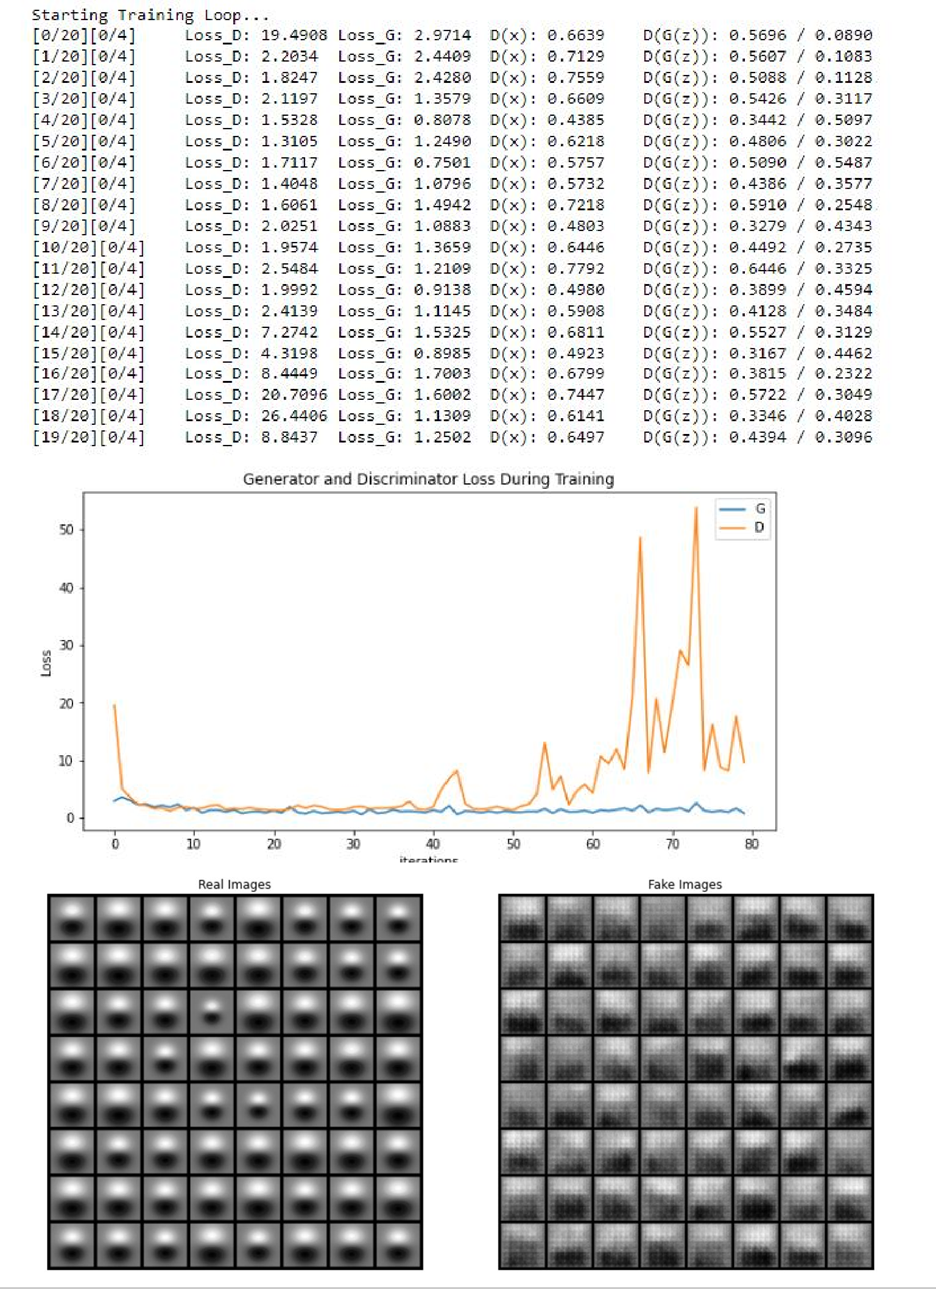 Starting Training Loop...
[0/20][0/4] Loss_D: 19.4908 Loss_G: 2.9714 D(x): 0.6639 D(G(z)): 0.5696 / 0.0890
[1/20][0/4] Loss_D: 2.2034 Loss_G: 2.4409 D(x): 0.7129 D(G(z)): 0.5607 / 0.1083
[2/20][0/4] Loss_D: 1.8247 Loss_G: 2.4280 D(x): 0.7559 D(G(z)): 0.5088 / 0.1128
[3/20][0/4] Loss_D: 2.1197 Loss_G: 1.3579 D(x): 0.6609 D(G(z)): 0.5426 / 0.3117
[4/20][0/4] Loss_D: 1.5328 Loss_G: 0.8078 D(x): 0.4385 D(G(z)): 0.3442 / 0.5097
[5/20][0/4] Loss_D: 1.3105 Loss_G: 1.2490 D(x): 0.6218 D(G(z)): 0.4806 / 0.3022
[6/20][0/4] Loss_D: 1.7117 Loss_G: 0.7501 D(x): 0.5757 D(G(z)): 0.5090 / 0.5487
[7/20][0/4] Loss_D: 1.4048 Loss_G: 1.0796 D(x): 0.5732 D(G(z)): 0.4386 / 0.3577
[8/20][0/4] Loss_D: 1.6061 Loss_G: 1.4942 D(x): 0.7218 D(G(z)): 0.5910 / 0.2548
[9/20][0/4] Loss_D: 2.0251 Loss_G: 1.0883 D(x): 0.4803 D(G(z)): 0.3279 / 0.4343
[10/20][0/4] Loss_D: 1.9574 Loss_G: 1.3659 D(x): 0.6446 D(G(z)): 0.4492 / 0.2735
[11/20][0/4] Loss_D: 2.5484 Loss_G: 1.2109 D(x): 0.7792 D(G(z)): 0.6446 / 0.3325
[12/20][0/4] Loss_D: 1.9992 Loss_G: 0.9138 D(x): 0.4980 D(G(z)): 0.3899 / 0.4594
[13/20][0/4] Loss_D: 2.4139 Loss_G: 1.1145 D(x): 0.5908 D(G(z)): 0.4128 / 0.3484
[14/20][0/4] Loss_D: 7.2742 Loss_G: 1.5325 D(x): 0.6811 D(G(z)): 0.5527 / 0.3129
[15/20][0/4] Loss_D: 4.3198 Loss_G: 0.8985 D(x): 0.4923 D(G(z)): 0.3167 / 0.4462
[16/20][0/4] Loss_D: 8.4449 Loss_G: 1.7003 D(x): 0.6799 D(G(z)): 0.3815 / 0.2322
[17/20][0/4] Loss_D: 20.7096 Loss_G: 1.6002 D(x): 0.7447 D(G(z)): 0.5722 / 0.3049
[18/20][0/4] Loss_D: 26.4406 Loss_G: 1.1309 D(x): 0.6141 D(G(z)): 0.3346 / 0.4028
[19/20][0/4] Loss_D: 8.8437 Loss_G: 1.2502 D(x): 0.6497 D(G(z)): 0.4394 / 0.3096
Generator and Discriminator Loss During Training
G
D
50
40
30
20
10
0
Loss
0 10 20 30 40 50 60 70 80
iterations
Real Images Fake Images